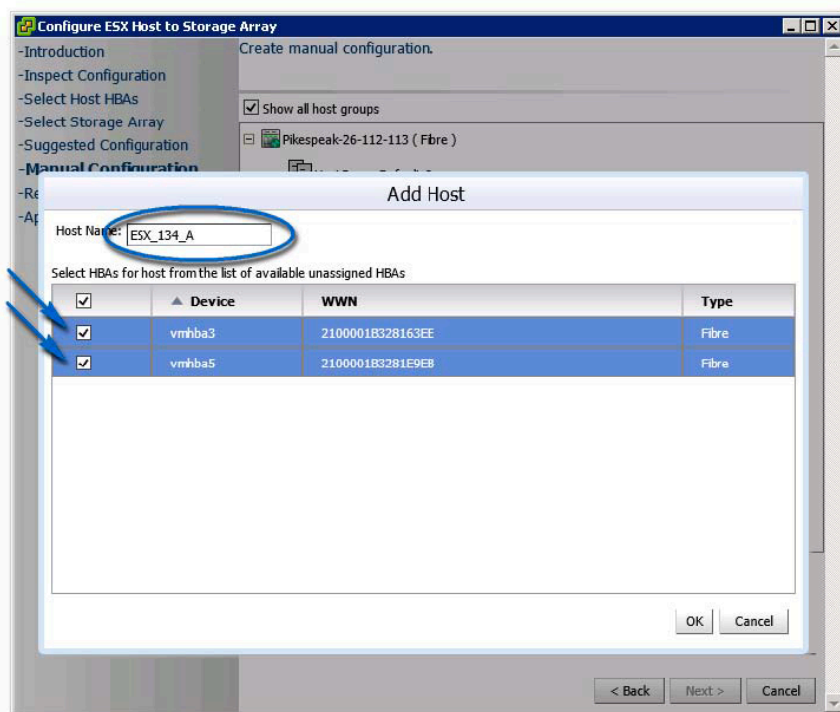 Configure ESX Host to Storage Array
-Introduction
-Inspect Configuration
-Select Host HBAs
-Select Storage Array
-Suggested Configuration
-Manual Configuration
-Re
-Ap
Create manual configuration.
Show all host groups
Pikespeak-26-112-113 ( Fibre )
Add Host
Host Name: ESX_134_A
Select HBAs for host from the list of available unassigned HBAs
Device WWN Type
vmhba3 2100001B328163EE Fibre
vmhba5 2100001B3281E9EB Fibre
OK Cancel
< Back Next > Cancel